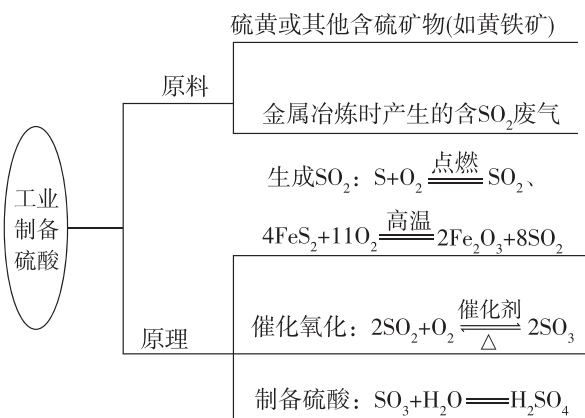 硫黄或其他含硫矿物(如黄铁矿)
原料
金属冶炼时产生的含SO₂废气
工业
制备
硫酸
生成SO₂：S+O₂ 点燃══ SO₂、
4FeS₂+11O₂ 高温══ 2Fe₂O₃+8SO₂
原理
催化氧化：2SO₂+O₂ 催化剂⇌△ 2SO₃
制备硫酸：SO₃+H₂O══H₂SO₄